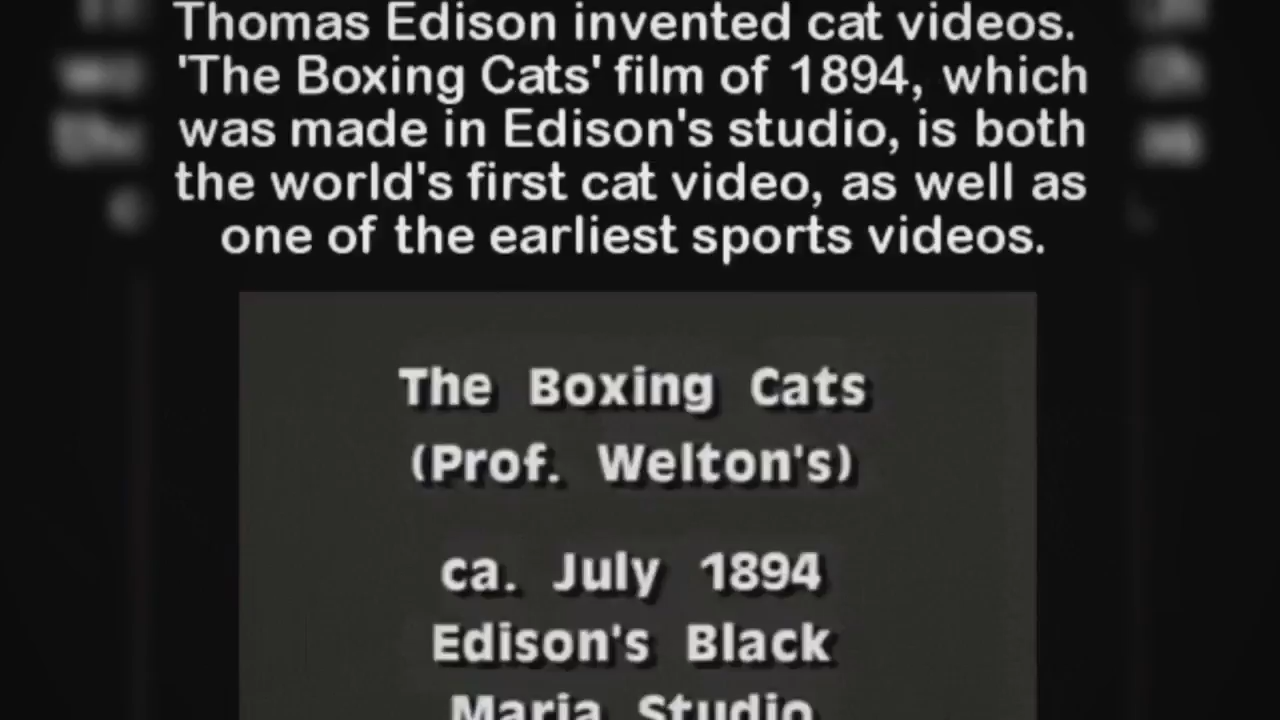 Thomas Edison invented cat videos.
'The Boxing Cats' film of 1894, which
was made in Edison's studio, is both
the world's first cat video, as well as
one of the earliest sports videos.
The Boxing Cats
(Prof. Welton's)
ca. July 1894
Edison's Black
Maria Studio